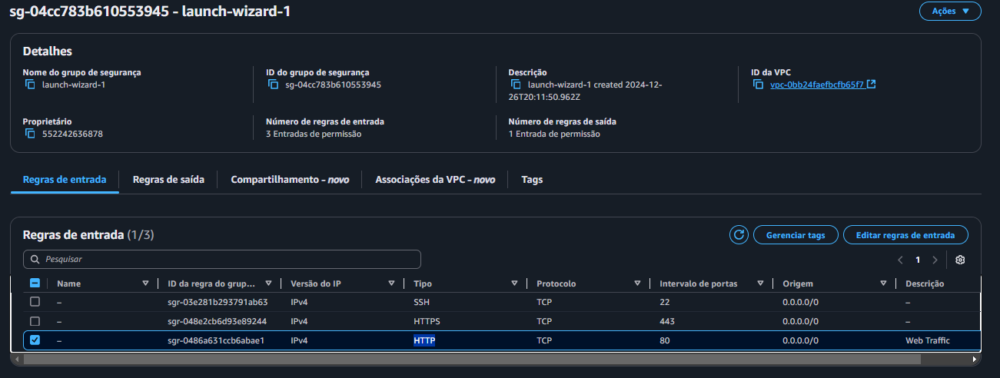 sg-04cc783b610553945 - launch-wizard-1
Ações
Detalhes
Nome do grupo de segurança
launch-wizard-1
ID do grupo de segurança
sg-04cc783b610553945
Descrição
launch-wizard-1 created 2024-12-
26T20:11:50.962Z
ID da VPC
vpc-0bb24faefbcfb65f7
Proprietário
552242636878
Número de regras de entrada
3 Entradas de permissão
Número de regras de saída
1 Entrada de permissão
Regras de entrada
Regras de saída
Compartilhamento - novo
Associações da VPC - novo
Tags
Regras de entrada (1/3)
Gerenciar tags
Editar regras de entrada
Pesquisar
1
Name ID da regra do grup... Versão do IP Tipo Protocolo Intervalo de portas Origem Descrição
– sgr-03e281b293791ab63 IPv4 SSH TCP 22 0.0.0.0/0 –
– sgr-048e2cb6d93e89244 IPv4 HTTPS TCP 443 0.0.0.0/0 –
– sgr-0486a631ccb6abae1 IPv4 HTTP TCP 80 0.0.0.0/0 Web Traffic